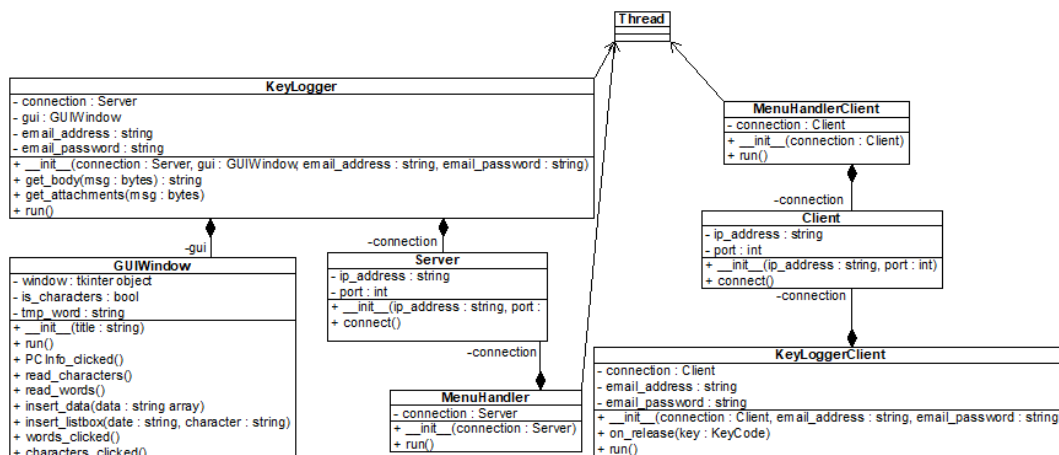 Thread
KeyLogger
- connection : Server
- gui : GUIWindow
- email_address : string
- email_password : string
+ __init__(connection : Server, gui : GUIWindow, email_address : string, email_password : string)
+ get_body(msg : bytes) : string
+ get_attachments(msg : bytes)
+ run()
MenuHandlerClient
- connection : Client
+ __init__(connection : Client)
+ run()
-connection
Client
- ip_address : string
- port : int
+ __init__(ip_address : string, port : int)
+ connect()
-connection
-gui
GUIWindow
- window : tkinter object
- is_characters : bool
- tmp_word : string
+ __init__(title : string)
+ run()
+ PCInfo_clicked()
+ read_characters()
+ read_words()
+ insert_data(data : string array)
+ insert_listbox(date : string, character : string)
+ words_clicked()
+ characters_clicked()
-connection
Server
- ip_address : string
- port : int
+ __init__(ip_address : string, port :
+ connect()
-connection
MenuHandler
- connection : Server
+ __init__(connection : Server)
+ run()
KeyLoggerClient
- connection : Client
- email_address : string
- email_password : string
+ __init__(connection : Client, email_address : string, email_password : string)
+ on_release(key : KeyCode)
+ run()